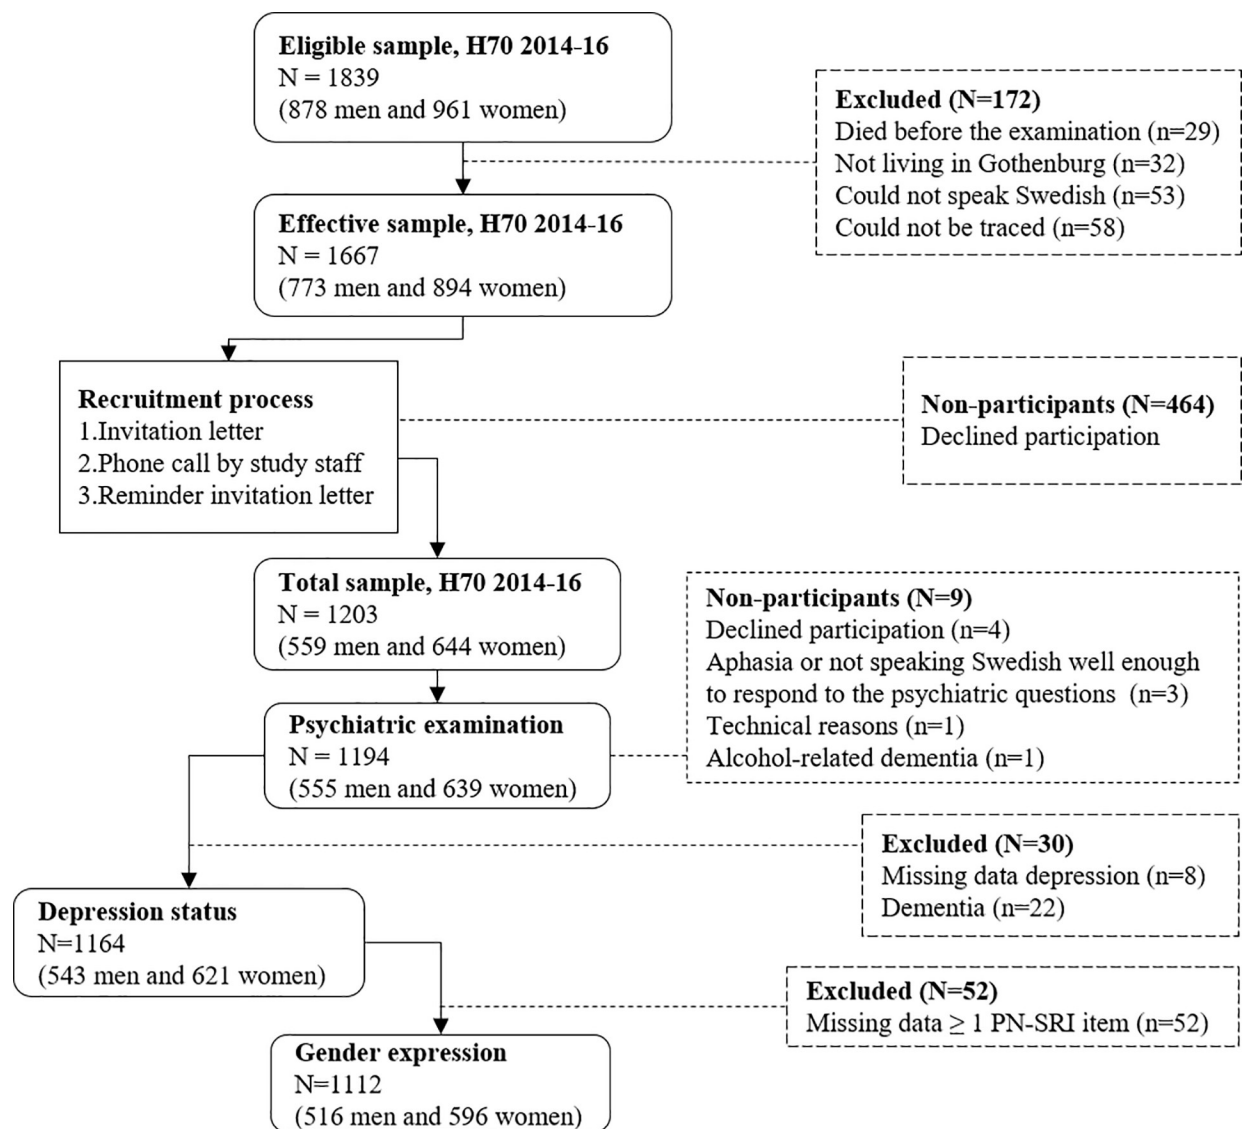 Eligible sample, H70 2014-16
N = 1839
(878 men and 961 women)
Excluded (N=172)
Died before the examination (n=29)
Not living in Gothenburg (n=32)
Could not speak Swedish (n=53)
Could not be traced (n=58)
Effective sample, H70 2014-16
N = 1667
(773 men and 894 women)
Recruitment process
1.Invitation letter
2.Phone call by study staff
3.Reminder invitation letter
Non-participants (N=464)
Declined participation
Total sample, H70 2014-16
N = 1203
(559 men and 644 women)
Non-participants (N=9)
Declined participation (n=4)
Aphasia or not speaking Swedish well enough
to respond to the psychiatric questions (n=3)
Technical reasons (n=1)
Alcohol-related dementia (n=1)
Psychiatric examination
N = 1194
(555 men and 639 women)
Excluded (N=30)
Missing data depression (n=8)
Dementia (n=22)
Depression status
N=1164
(543 men and 621 women)
Excluded (N=52)
Missing data ≥ 1 PN-SRI item (n=52)
Gender expression
N=1112
(516 men and 596 women)